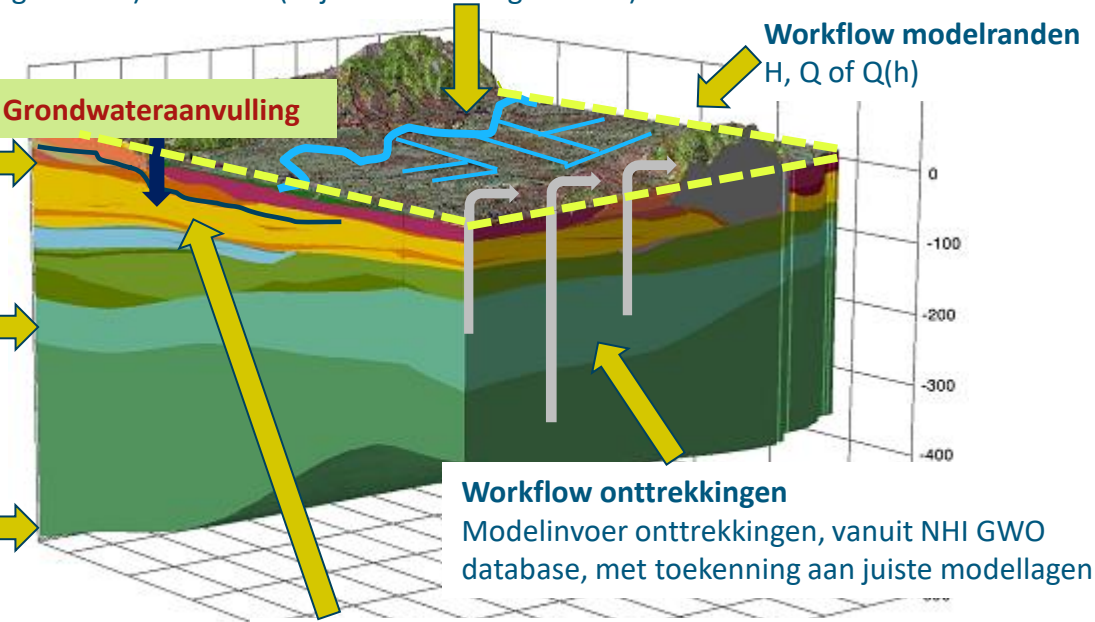 Workflow modelranden
H, Q of Q(h)
Grondwateraanvulling
0
-100
-200
-300
-400
Workflow onttrekkingen
Modelinvoer onttrekkingen, vanuit NHI GWO
database, met toekenning aan juiste modellagen